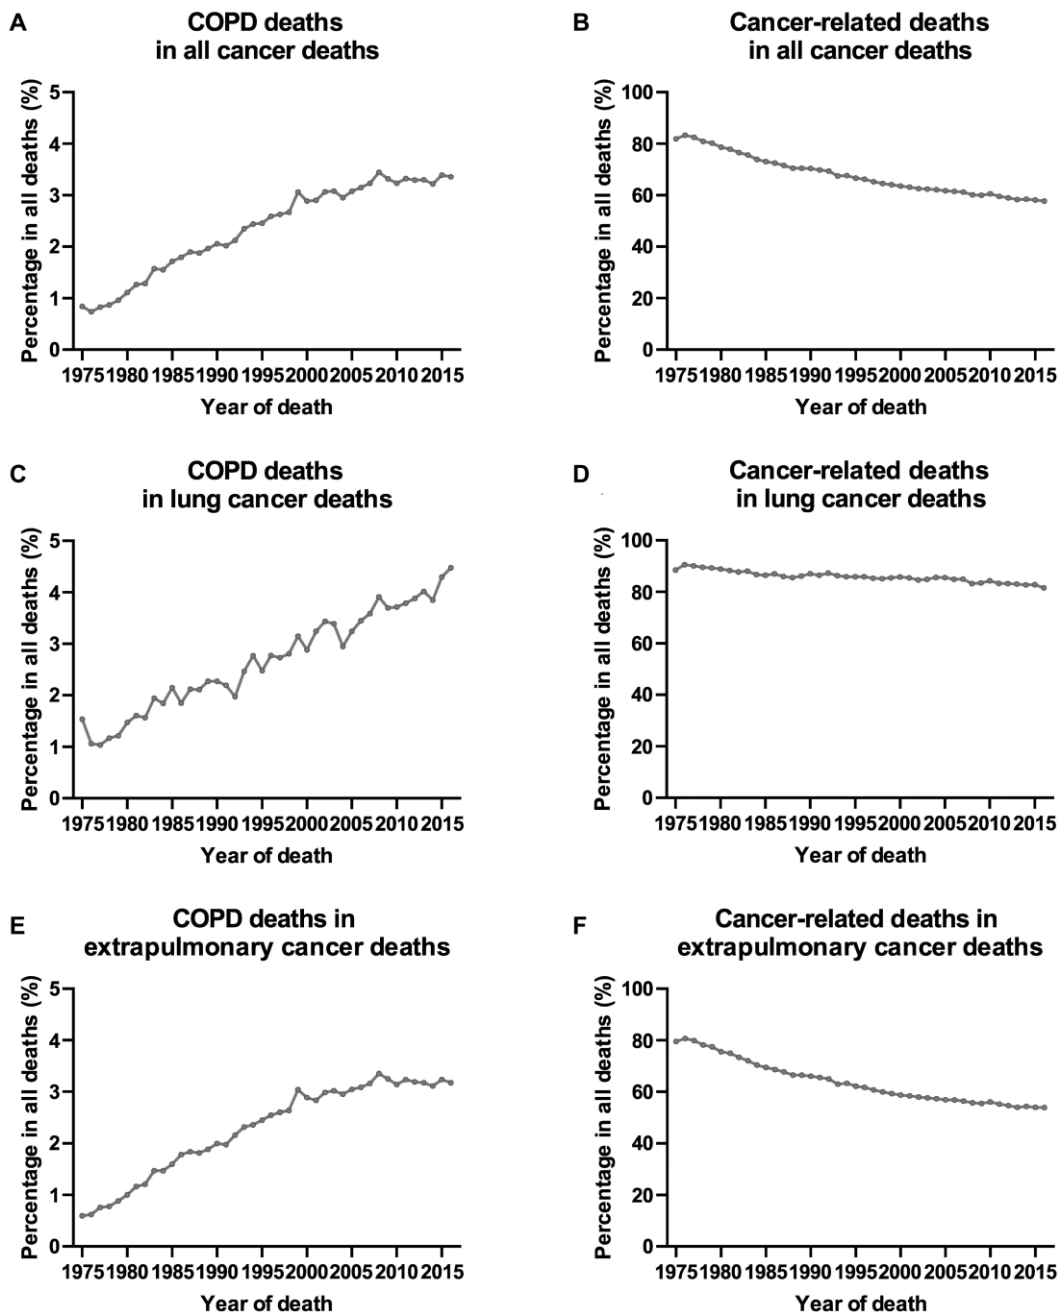 A
COPD deaths
in all cancer deaths
Percentage in all deaths (%)
5
4
3
2
1
0
1975 1980 1985 1990 1995 2000 2005 2010 2015
Year of death
B
Cancer-related deaths
in all cancer deaths
Percentage in all deaths (%)
100
80
60
40
20
0
1975 1980 1985 1990 1995 2000 2005 2010 2015
Year of death
C
COPD deaths
in lung cancer deaths
Percentage in all deaths (%)
5
4
3
2
1
0
1975 1980 1985 1990 1995 2000 2005 2010 2015
Year of death
D
Cancer-related deaths
in lung cancer deaths
Percentage in all deaths (%)
100
80
60
40
20
0
1975 1980 1985 1990 1995 2000 2005 2010 2015
Year of death
E
COPD deaths in
extrapulmonary cancer deaths
Percentage in all deaths (%)
5
4
3
2
1
0
1975 1980 1985 1990 1995 2000 2005 2010 2015
Year of death
F
Cancer-related deaths in
extrapulmonary cancer deaths
Percentage in all deaths (%)
100
80
60
40
20
0
1975 1980 1985 1990 1995 2000 2005 2010 2015
Year of death